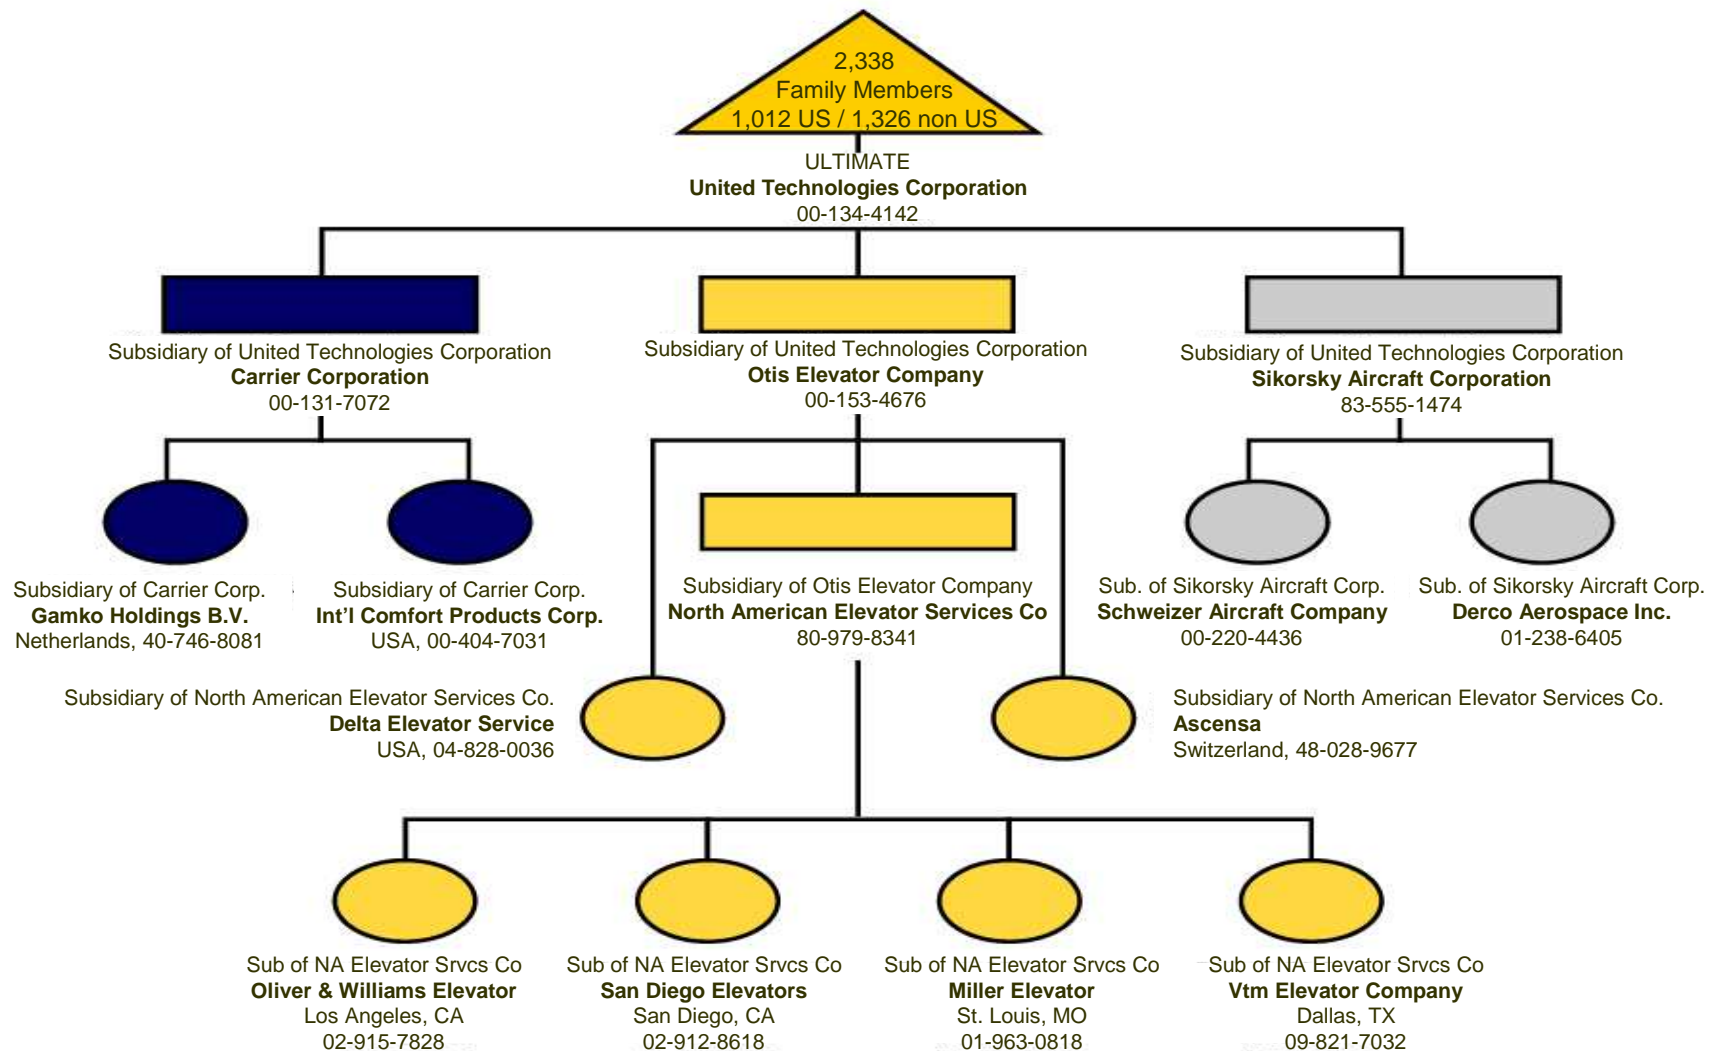 2,338
Family Members
1,012 US / 1,326 non US
ULTIMATE
United Technologies Corporation
00-134-4142
Subsidiary of United Technologies Corporation
Carrier Corporation
00-131-7072
Subsidiary of United Technologies Corporation
Otis Elevator Company
00-153-4676
Subsidiary of United Technologies Corporation
Sikorsky Aircraft Corporation
83-555-1474
Subsidiary of Carrier Corp.
Gamko Holdings B.V.
Netherlands, 40-746-8081
Subsidiary of Carrier Corp.
Int'l Comfort Products Corp.
USA, 00-404-7031
Subsidiary of Otis Elevator Company
North American Elevator Services Co
80-979-8341
Sub. of Sikorsky Aircraft Corp.
Schweizer Aircraft Company
00-220-4436
Sub. of Sikorsky Aircraft Corp.
Derco Aerospace Inc.
01-238-6405
Subsidiary of North American Elevator Services Co.
Delta Elevator Service
USA, 04-828-0036
Subsidiary of North American Elevator Services Co.
Ascensa
Switzerland, 48-028-9677
Sub of NA Elevator Srvcs Co
Oliver & Williams Elevator
Los Angeles, CA
02-915-7828
Sub of NA Elevator Srvcs Co
San Diego Elevators
San Diego, CA
02-912-8618
Sub of NA Elevator Srvcs Co
Miller Elevator
St. Louis, MO
01-963-0818
Sub of NA Elevator Srvcs Co
Vtm Elevator Company
Dallas, TX
09-821-7032